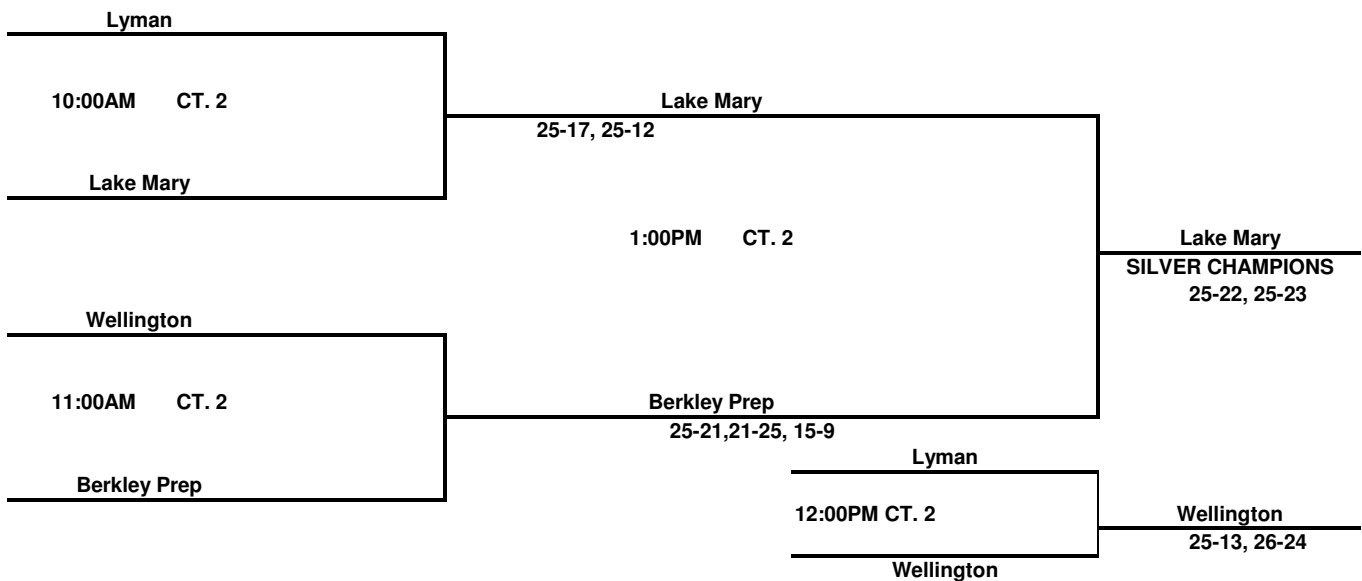 Lyman
10:00AM CT. 2
Lake Mary
25-17, 25-12
Lake Mary
1:00PM CT. 2
Lake Mary
SILVER CHAMPIONS
25-22, 25-23
Wellington
11:00AM CT. 2
Berkley Prep
25-21,21-25, 15-9
Berkley Prep
Lyman
12:00PM CT. 2
Wellington
25-13, 26-24
Wellington